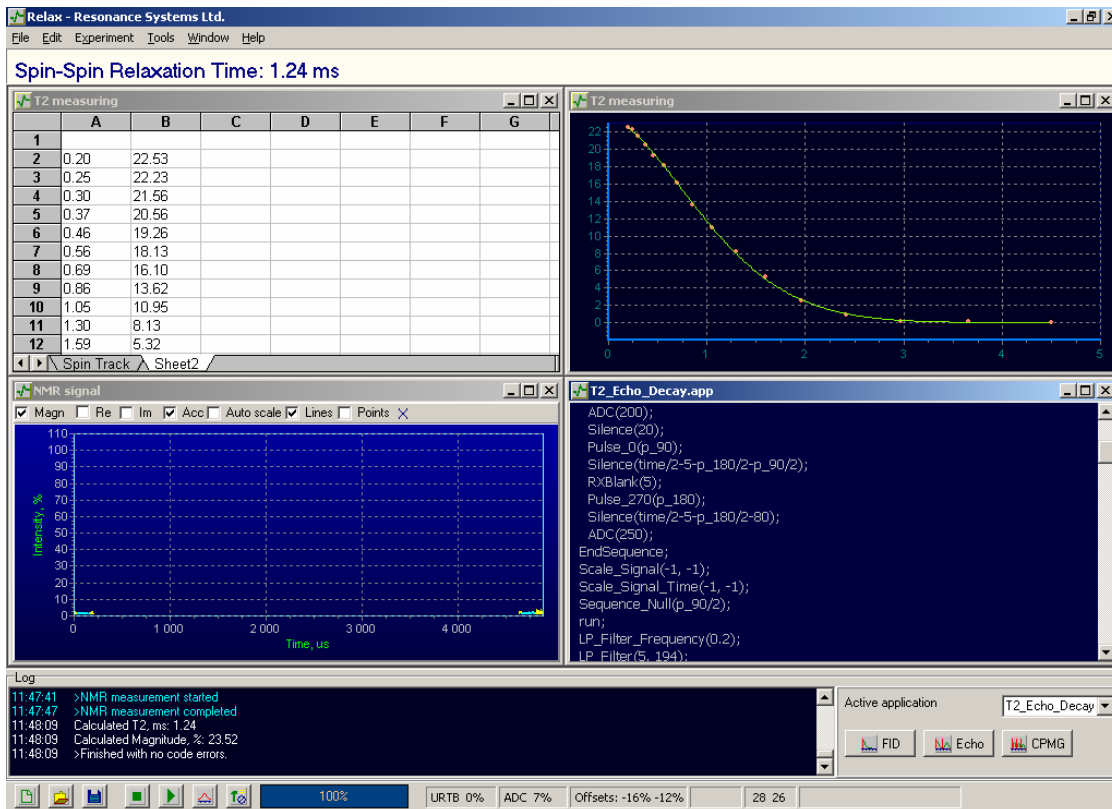 Relax - Resonance Systems Ltd.
File Edit Experiment Tools Window Help
Spin-Spin Relaxation Time: 1.24 ms
T2 measuring
A B C D E F G
1
2 0.20 22.53
3 0.25 22.23
4 0.30 21.56
5 0.37 20.56
6 0.46 19.26
7 0.56 18.13
8 0.69 16.10
9 0.86 13.62
10 1.05 10.95
11 1.30 8.13
12 1.59 5.32
Spin Track Sheet2
T2 measuring
22
20
18
16
14
12
10
8
6
4
2
0
0 1 2 3 4 5
NMR signal
Magn Re Im Acc Auto scale Lines Points
110
100
90
80
70
60
50
40
30
20
10
0
Intensity, %
0 1 000 2 000 3 000 4 000
Time, us
T2_Echo_Decay.app
ADC(200);
Silence(20);
Pulse_0(p_90);
Silence(time/2-5-p_180/2-p_90/2);
RXBlank(5);
Pulse_270(p_180);
Silence(time/2-5-p_180/2-80);
ADC(250);
EndSequence;
Scale_Signal(-1, -1);
Scale_Signal_Time(-1, -1);
Sequence_Null(p_90/2);
run;
LP_Filter_Frequency(0.2);
LP_Filter(5, 194);
Log
11:47:41 >NMR measurement started
11:47:47 >NMR measurement completed
11:48:09 Calculated T2, ms: 1.24
11:48:09 Calculated Magnitude, %: 23.52
11:48:09 >Finished with no code errors.
Active application T2_Echo_Decay
FID Echo CPMG
100% URTB 0% ADC 7% Offsets: -16% -12% 28 26